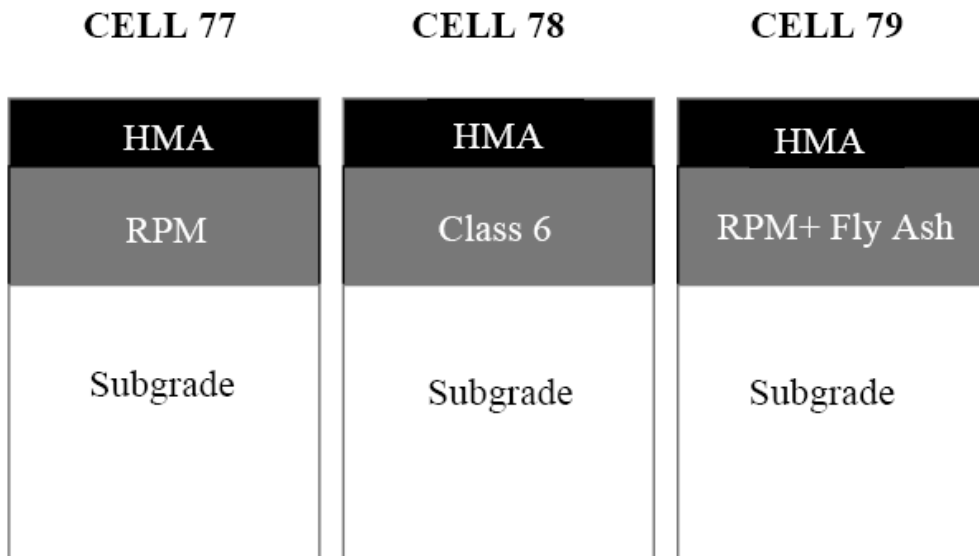 CELL 77
CELL 78
CELL 79
HMA
HMA
HMA
RPM
Class 6
RPM+ Fly Ash
Subgrade
Subgrade
Subgrade